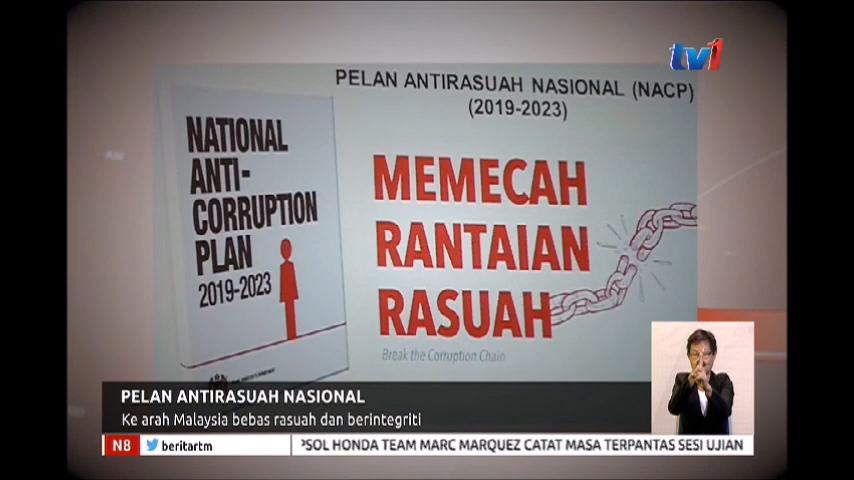 tv1
PELAN ANTIRASUAH NASIONAL (NACP)
(2019-2023)
NATIONAL
ANTI-
CORRUPTION
PLAN
2019-2023
MEMECAH
RANTAIAN
RASUAH
Break the Corruption Chain
PELAN ANTIRASUAH NASIONAL
Ke arah Malaysia bebas rasuah dan berintegriti
N8 beritartm PSOL HONDA TEAM MARC MARQUEZ CATAT MASA TERPANTAS SESI UJIAN